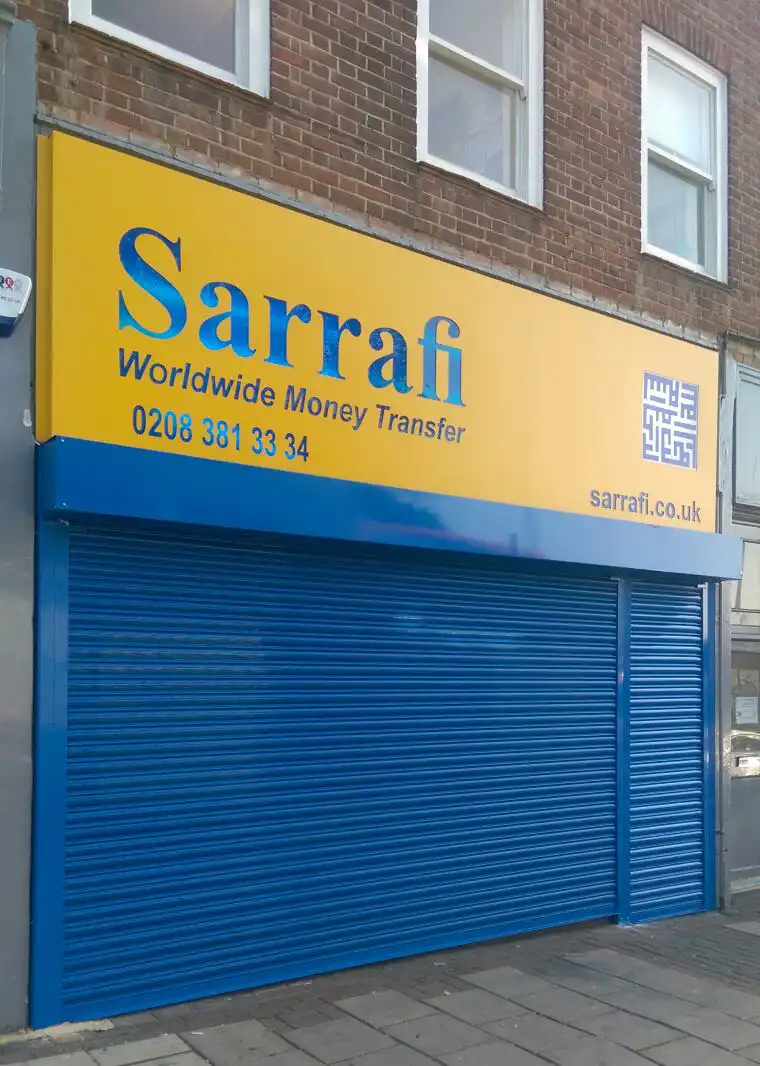 Sarrafi
Worldwide Money Transfer
0208 381 33 34
sarrafi.co.uk